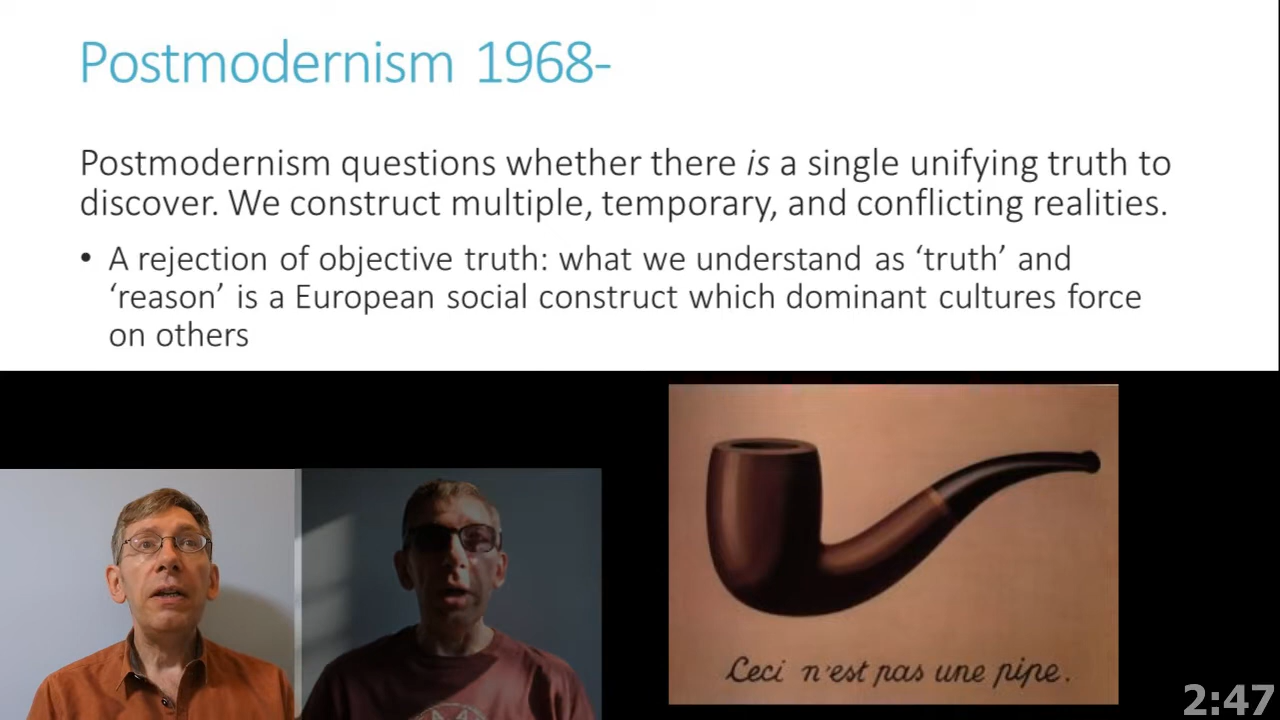 Postmodernism 1968-
Postmodernism questions whether there is a single unifying truth to
discover. We construct multiple, temporary, and conflicting realities.
• A rejection of objective truth: what we understand as ‘truth’ and
‘reason’ is a European social construct which dominant cultures force
on others
Ceci n'est pas une pipe.
2:47